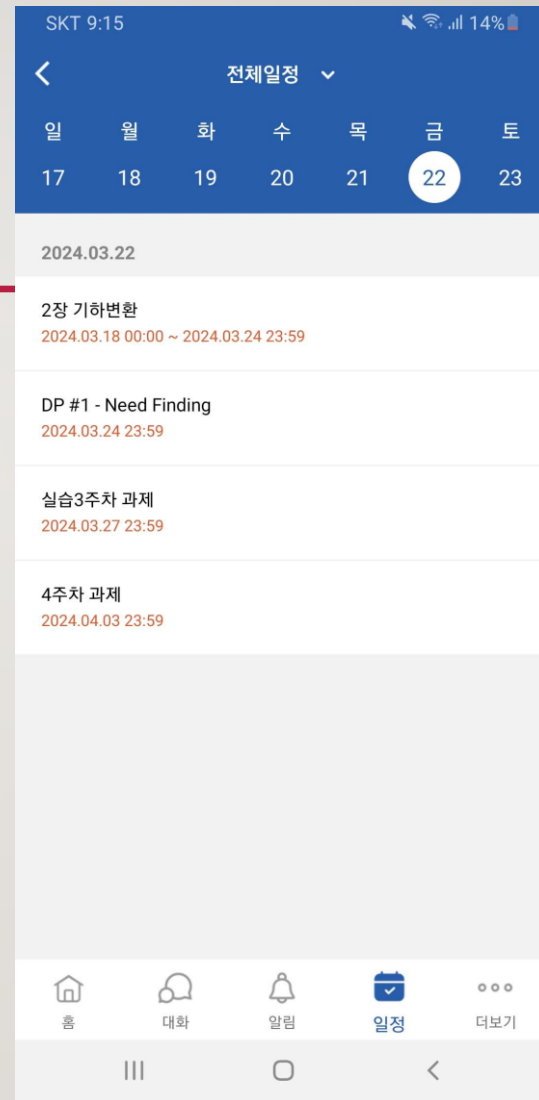 SKT 9:15 14%
전체일정
일 월 화 수 목 금 토
17 18 19 20 21 22 23
2024.03.22
2장 기하변환
2024.03.18 00:00 ~ 2024.03.24 23:59
DP #1 - Need Finding
2024.03.24 23:59
실습3주차 과제
2024.03.27 23:59
4주차 과제
2024.04.03 23:59
홈 대화 알림 일정 더보기